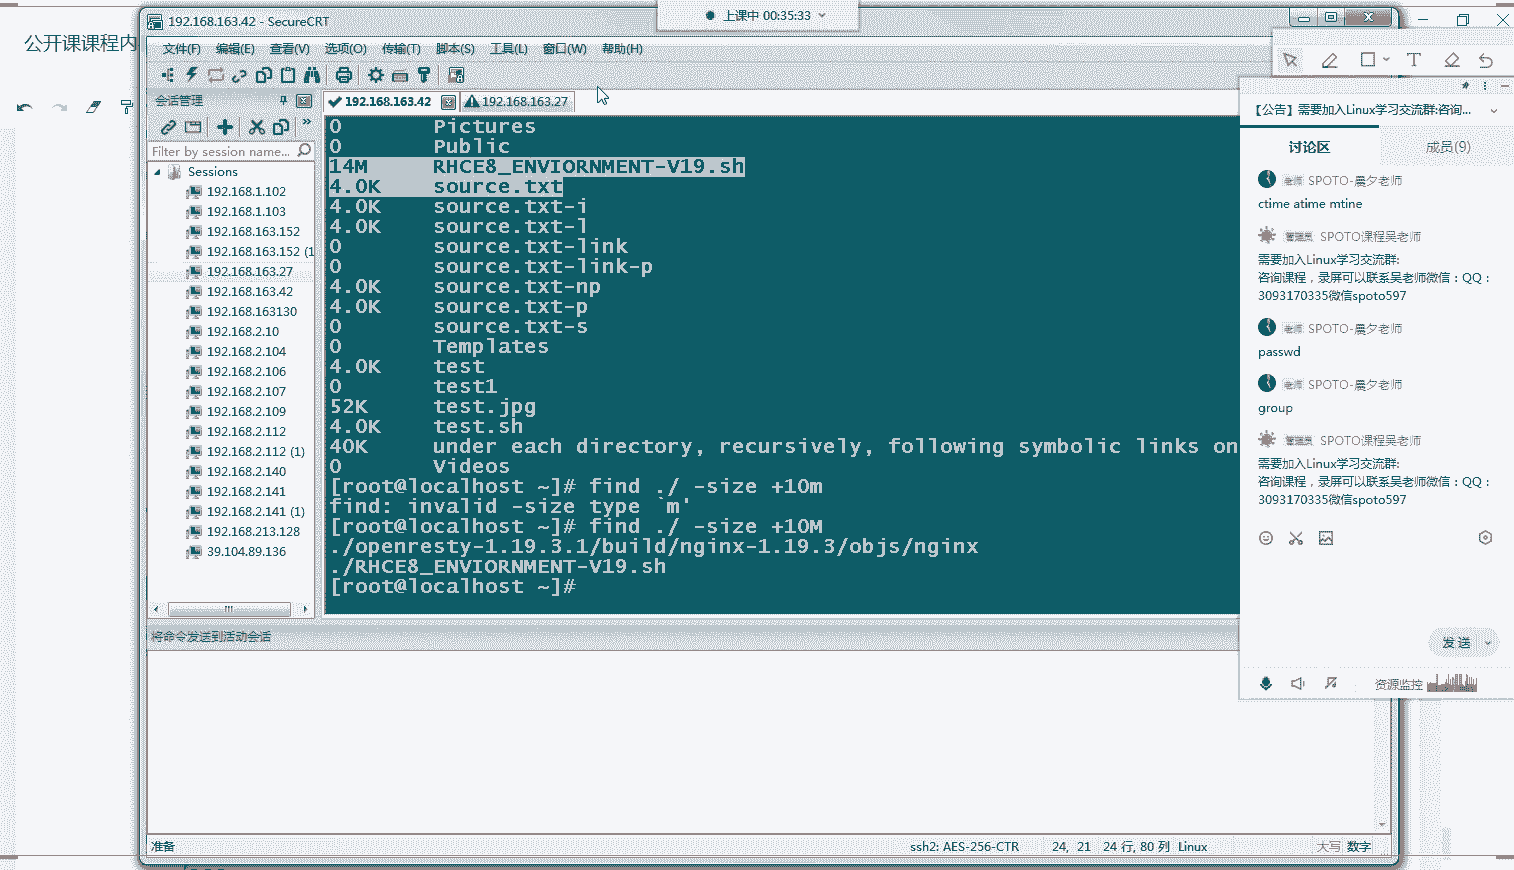 上课中 00:35:33
公开课课程内
192.168.163.42 - SecureCRT
文件(F) 编辑(E) 查看(V) 选项(O) 传输(T) 脚本(S) 工具(L) 窗口(W) 帮助(H)
会话管理
Filter by session name...
Sessions
192.168.1.102
192.168.1.103
192.168.163.152
192.168.163.152 (1
192.168.163.27
192.168.163.42
192.168.163130
192.168.2.10
192.168.2.104
192.168.2.106
192.168.2.107
192.168.2.109
192.168.2.112
192.168.2.112 (1)
192.168.2.140
192.168.2.141
192.168.2.141 (1)
192.168.213.128
39.104.89.136
192.168.163.42 192.168.163.27
0 Pictures
0 Public
14M RHCE8_ENVIORNMENT-V19.sh
4.0K source.txt
4.0K source.txt-i
4.0K source.txt-l
0 source.txt-link
0 source.txt-link-p
4.0K source.txt-np
4.0K source.txt-p
0 source.txt-s
0 Templates
4.0K test
0 test1
52K test.jpg
4.0K test.sh
40K under each directory, recursively, following symbolic links on
0 Videos
[root@localhost ~]# find ./ -size +10m
find: invalid -size type `m'
[root@localhost ~]# find ./ -size +10M
./openresty-1.19.3.1/build/nginx-1.19.3/objs/nginx
./RHCE8_ENVIORNMENT-V19.sh
[root@localhost ~]#
将命令发送到活动会话
准备 ssh2: AES-256-CTR 24, 21 24 行, 80 列 Linux 大写 数字
【公告】需要加入Linux学习交流群:咨询...
讨论区 成员(9)
老师 SPOTO-晨夕老师
ctime atime mtine
管理员 SPOTO课程吴老师
需要加入Linux学习交流群:
咨询课程，录屏可以联系吴老师微信：QQ：
3093170335微信spoto597
老师 SPOTO-晨夕老师
passwd
老师 SPOTO-晨夕老师
group
管理员 SPOTO课程吴老师
需要加入Linux学习交流群:
咨询课程，录屏可以联系吴老师微信：QQ：
3093170335微信spoto597
发送
资源监控